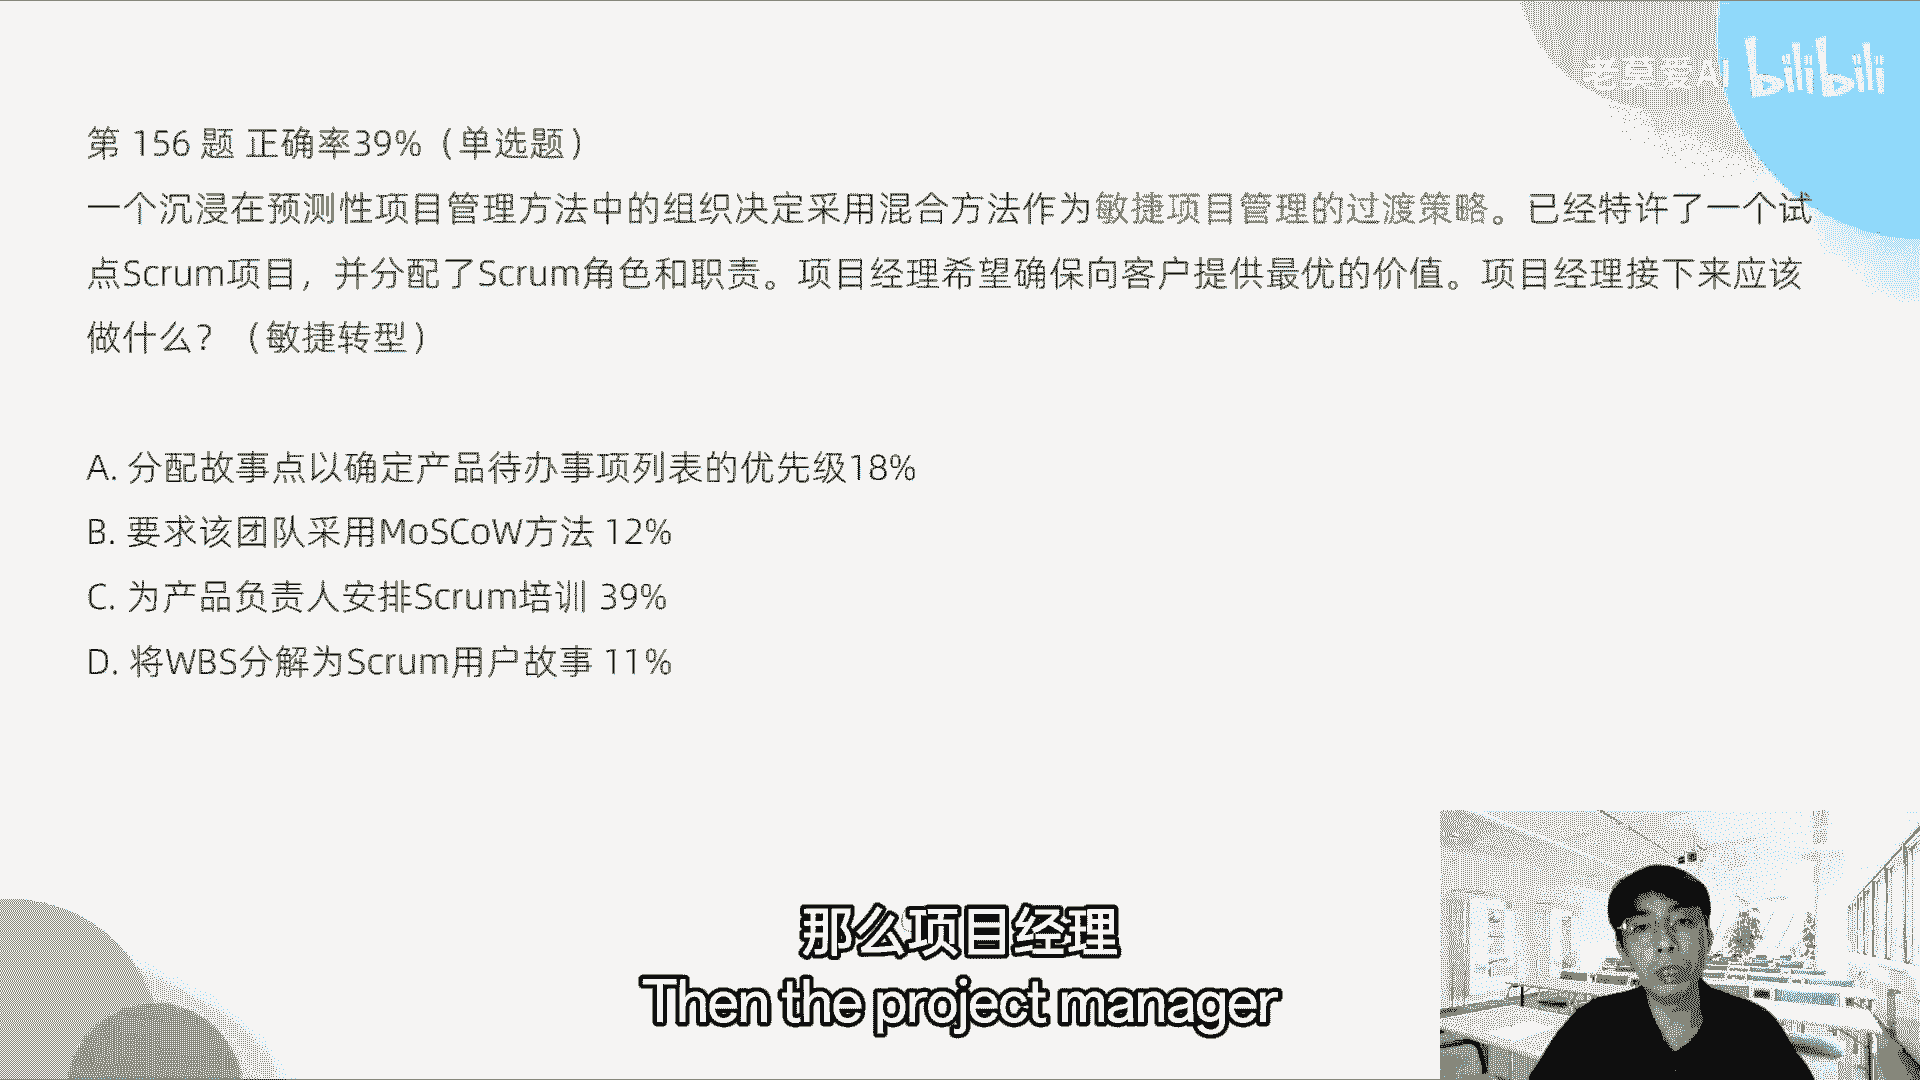 老莫爱AI bilibili
第 156 题 正确率39%（单选题）
一个沉浸在预测性项目管理方法中的组织决定采用混合方法作为敏捷项目管理的过渡策略。已经特许了一个试
点Scrum项目，并分配了Scrum角色和职责。项目经理希望确保向客户提供最优的价值。项目经理接下来应该
做什么？（敏捷转型）
A. 分配故事点以确定产品待办事项列表的优先级18%
B. 要求该团队采用MoSCoW方法 12%
C. 为产品负责人安排Scrum培训 39%
D. 将WBS分解为Scrum用户故事 11%
那么项目经理
Then the project manager